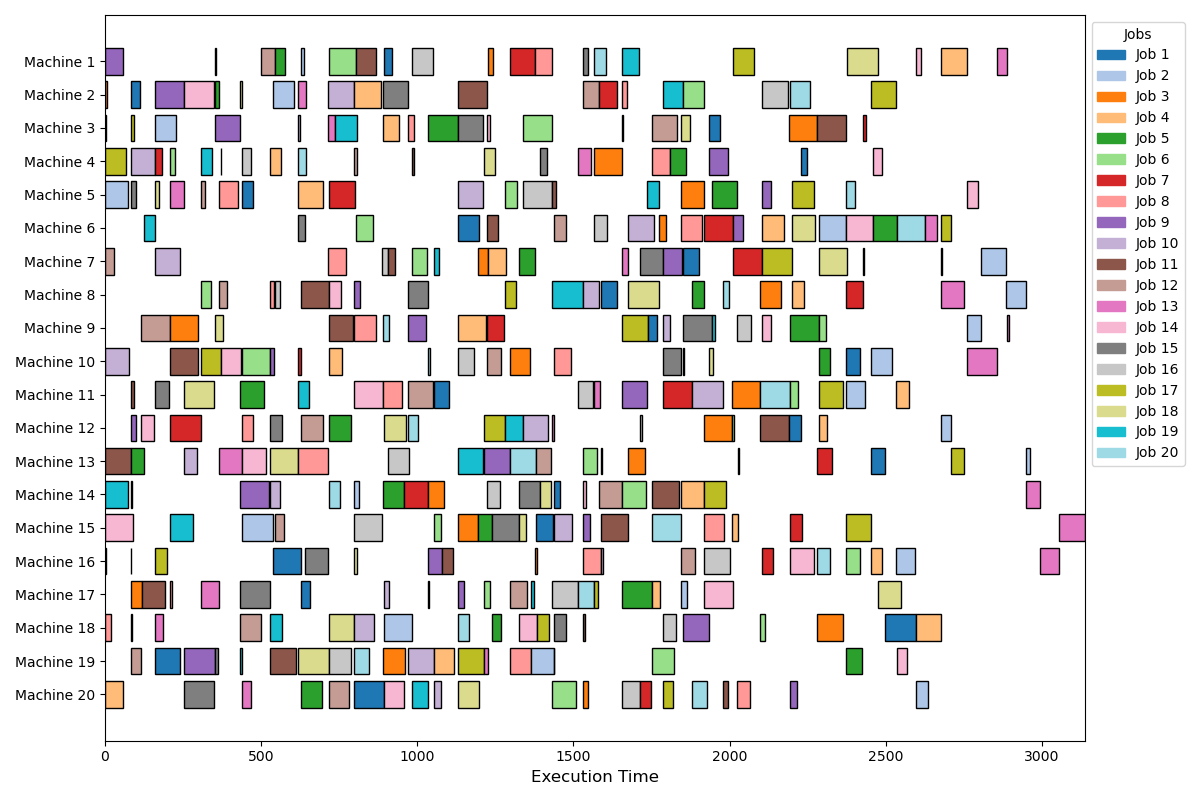 Machine 1
Machine 2
Machine 3
Machine 4
Machine 5
Machine 6
Machine 7
Machine 8
Machine 9
Machine 10
Machine 11
Machine 12
Machine 13
Machine 14
Machine 15
Machine 16
Machine 17
Machine 18
Machine 19
Machine 20
0 500 1000 1500 2000 2500 3000
Execution Time
Jobs
Job 1
Job 2
Job 3
Job 4
Job 5
Job 6
Job 7
Job 8
Job 9
Job 10
Job 11
Job 12
Job 13
Job 14
Job 15
Job 16
Job 17
Job 18
Job 19
Job 20